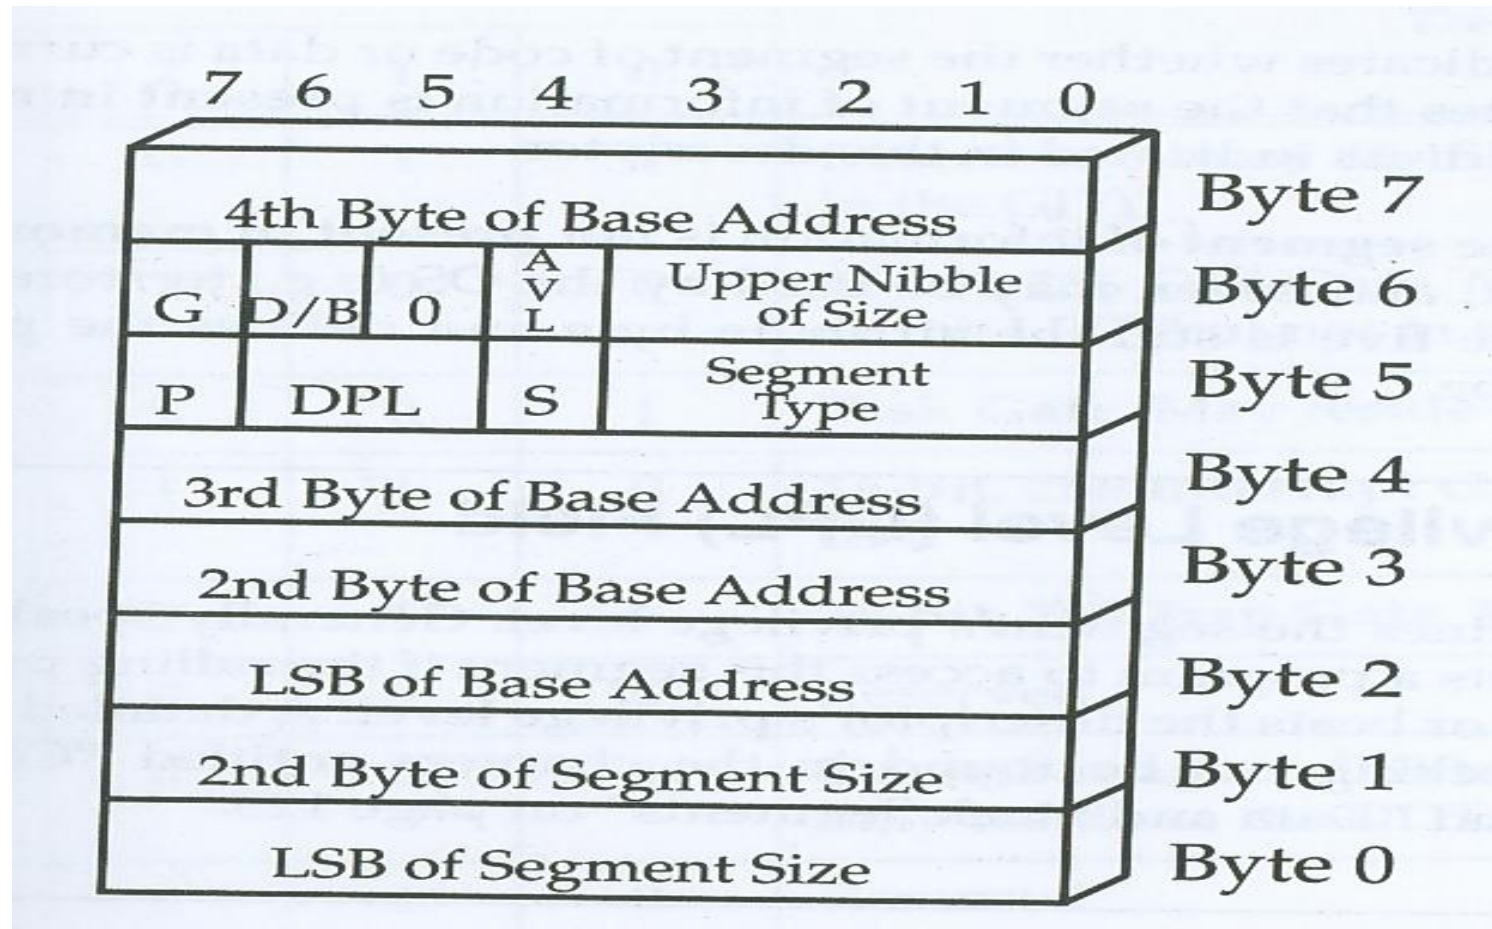 7 6 5 4 3 2 1 0
4th Byte of Base Address
Byte 7
G
D/B
0
A
V
L
Upper Nibble
of Size
Byte 6
P
DPL
S
Segment
Type
Byte 5
3rd Byte of Base Address
Byte 4
2nd Byte of Base Address
Byte 3
LSB of Base Address
Byte 2
2nd Byte of Segment Size
Byte 1
LSB of Segment Size
Byte 0